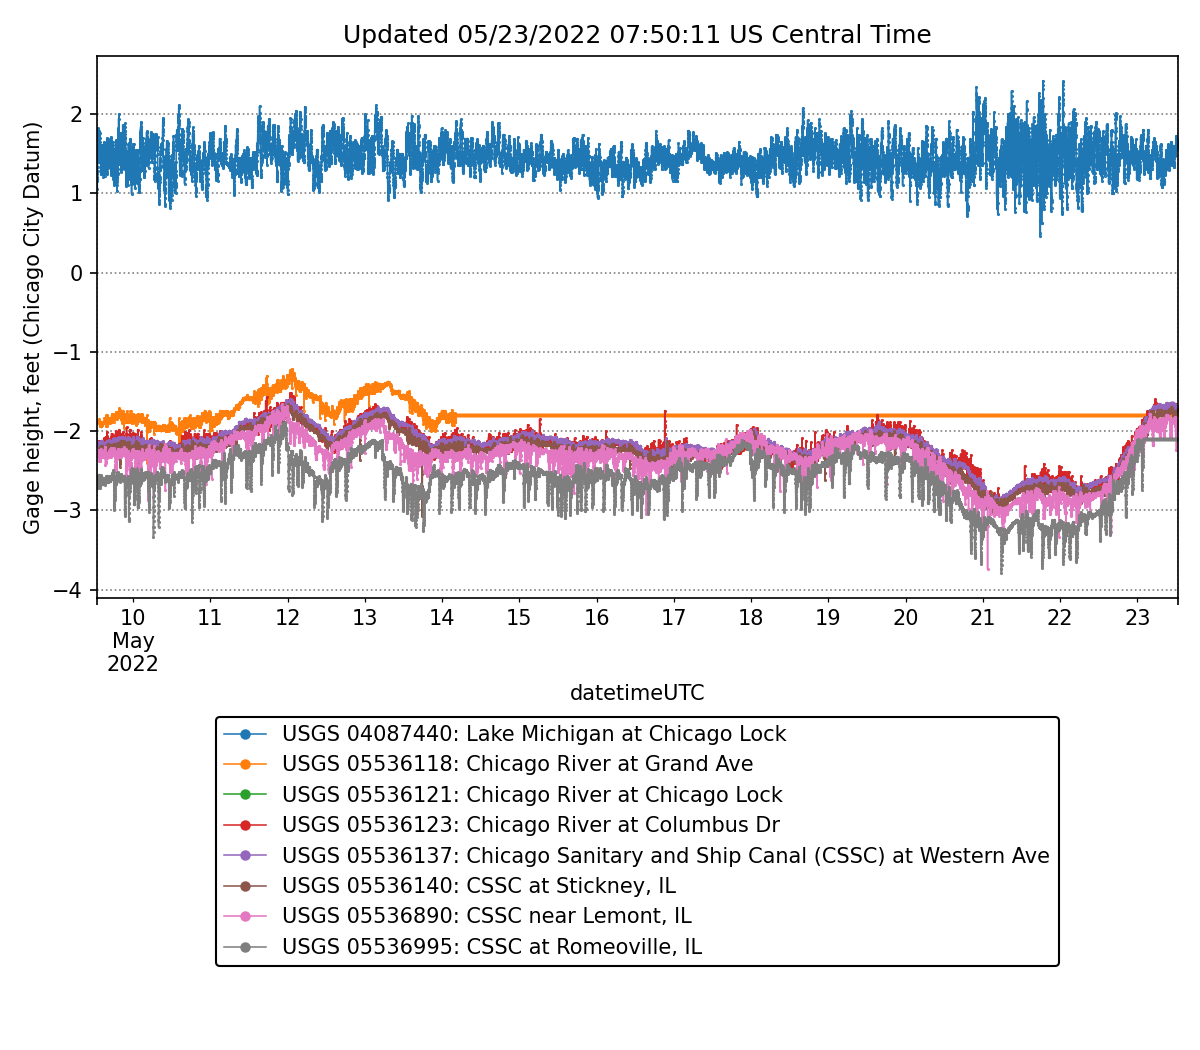 Updated 05/23/2022 07:50:11 US Central Time
Gage height, feet (Chicago City Datum)
2
1
0
−1
−2
−3
−4
10 11 12 13 14 15 16 17 18 19 20 21 22 23
May
2022
datetimeUTC
USGS 04087440: Lake Michigan at Chicago Lock
USGS 05536118: Chicago River at Grand Ave
USGS 05536121: Chicago River at Chicago Lock
USGS 05536123: Chicago River at Columbus Dr
USGS 05536137: Chicago Sanitary and Ship Canal (CSSC) at Western Ave
USGS 05536140: CSSC at Stickney, IL
USGS 05536890: CSSC near Lemont, IL
USGS 05536995: CSSC at Romeoville, IL